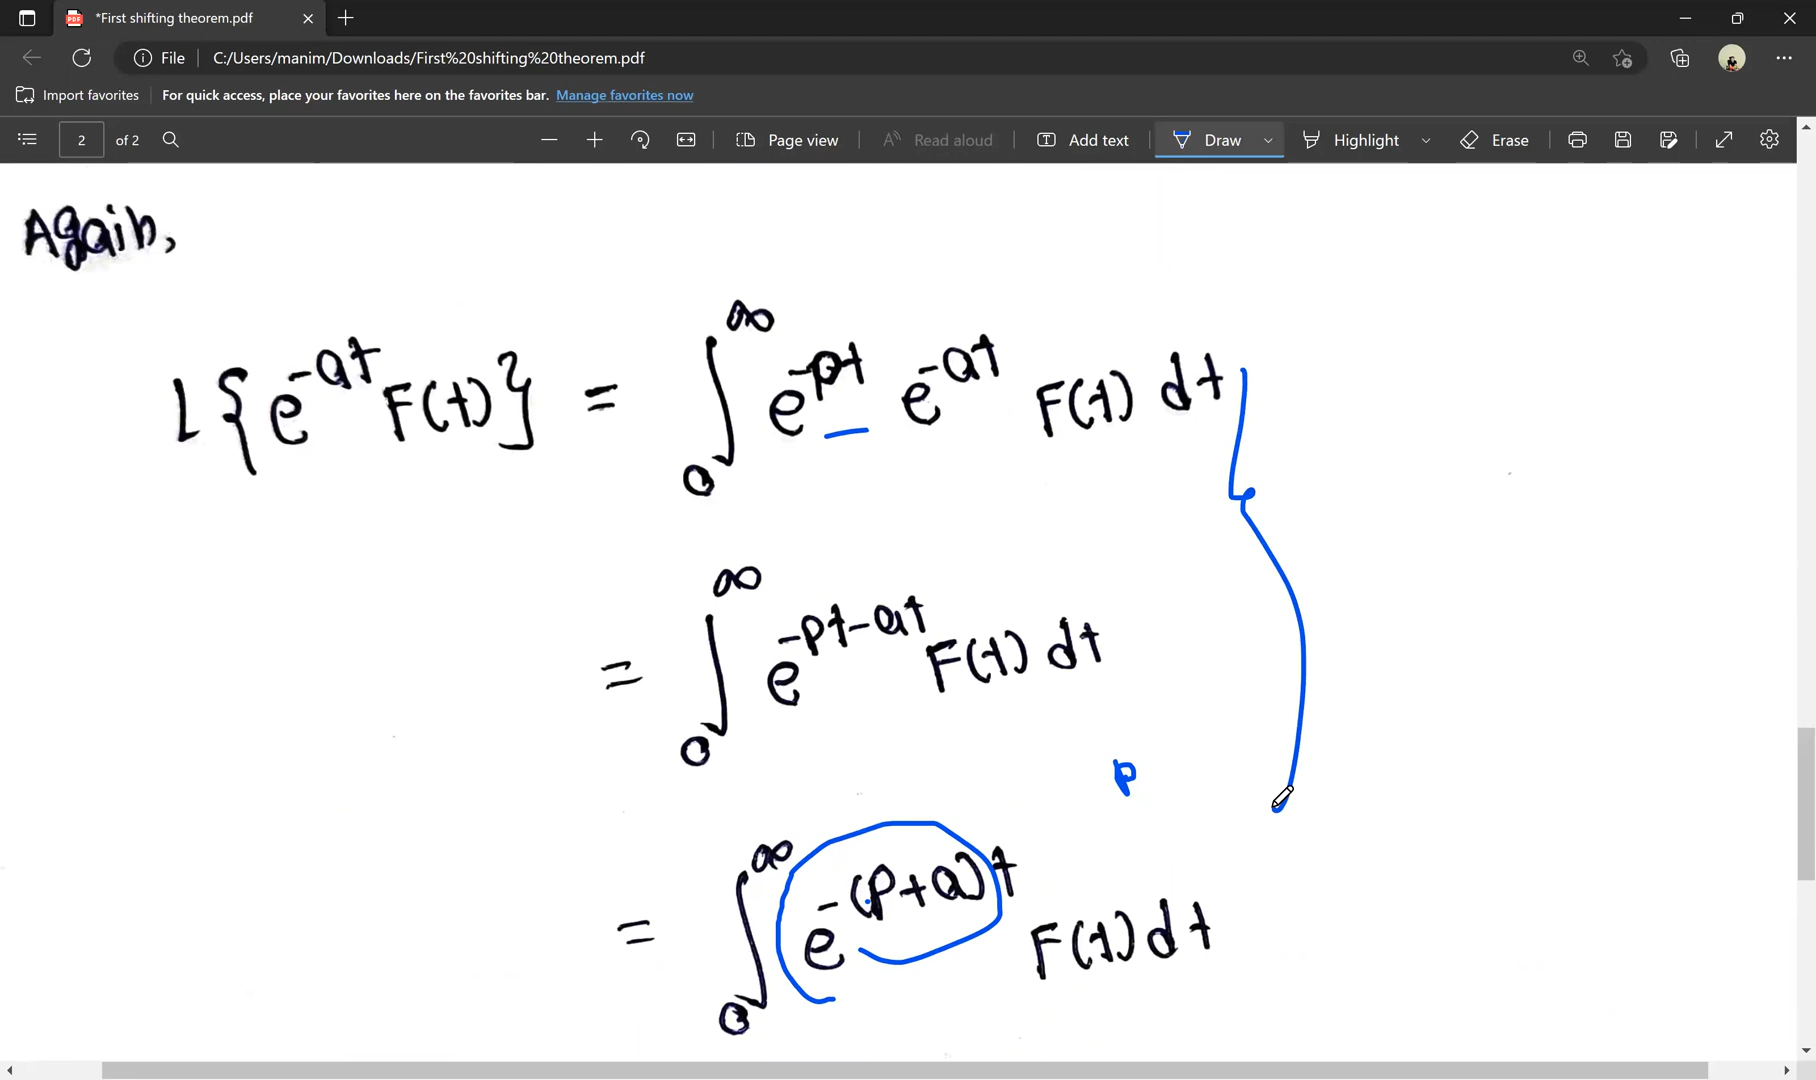 *First shifting theorem.pdf
File C:/Users/manim/Downloads/First%20shifting%20theorem.pdf
Import favorites For quick access, place your favorites here on the favorites bar. Manage favorites now
2 of 2 Page view Read aloud Add text Draw Highlight Erase
Again,
L{e^{-at} F(t)} = ∫_0^∞ e^{-pt} e^{-at} F(t) dt
= ∫_0^∞ e^{-pt-at} F(t) dt
P
= ∫_0^∞ e^{-(p+a)t} F(t) dt